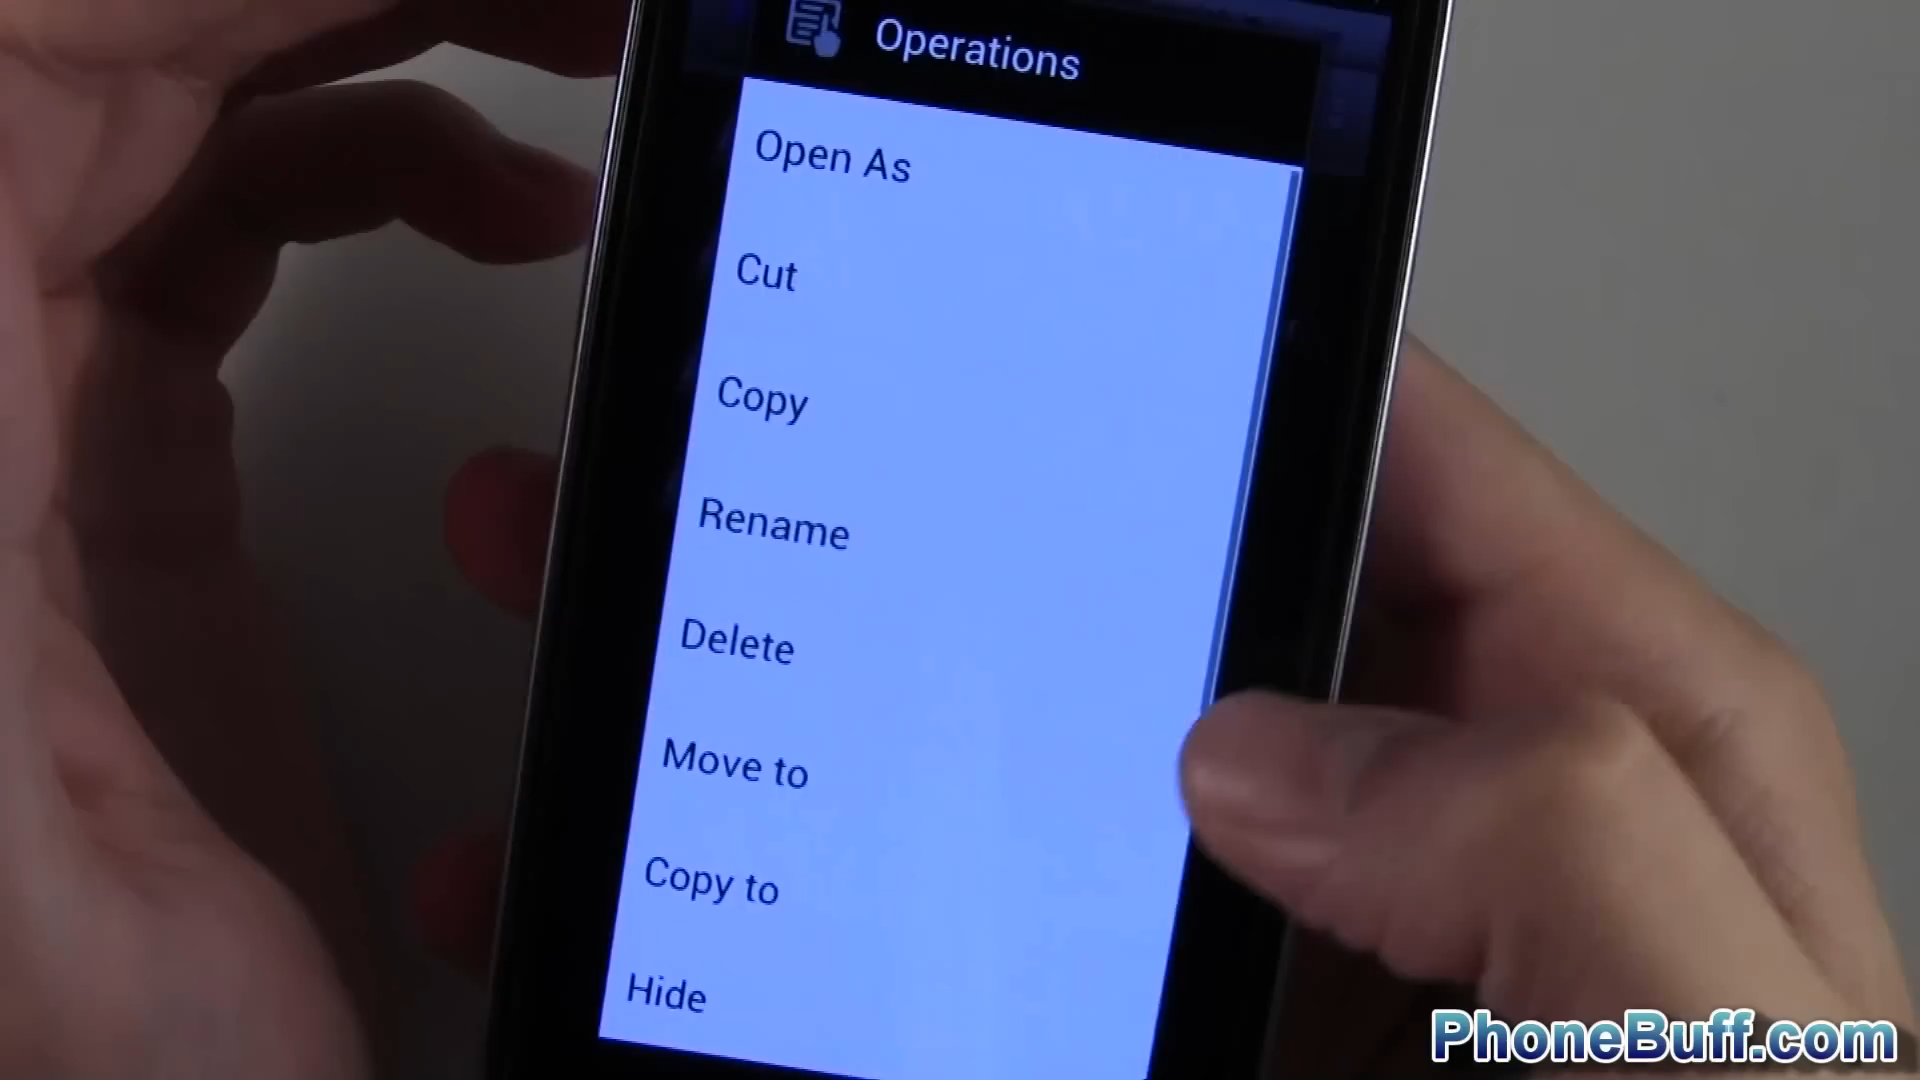 Operations
Open As
Cut
Copy
Rename
Delete
Move to
Copy to
Hide
PhoneBuff.com